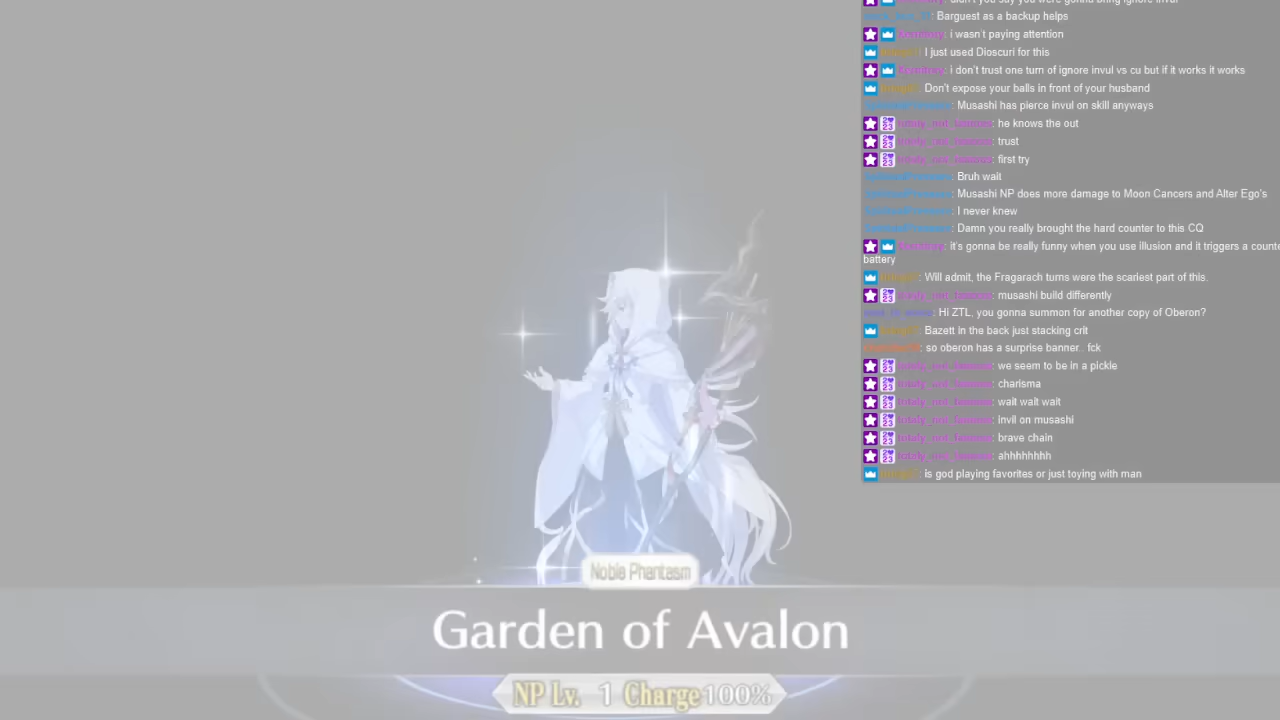 : Barguest as a backup helps
: i wasn't paying attention
: I just used Dioscuri for this
: i don't trust one turn of ignore invul vs cu but if it works it works
: Don't expose your balls in front of your husband
: Musashi has pierce invul on skill anyways
totaly_not_taurows: he knows the out
totaly_not_taurows: trust
totaly_not_taurows: first try
: Bruh wait
: Musashi NP does more damage to Moon Cancers and Alter Ego's
: I never knew
: Damn you really brought the hard counter to this CQ
: it's gonna be really funny when you use illusion and it triggers a counte
battery
: Will admit, the Fragarach turns were the scariest part of this.
: musashi build differently
: Hi ZTL, you gonna summon for another copy of Oberon?
: Bazett in the back just stacking crit
: so oberon has a surprise banner.. fck
: we seem to be in a pickle
: charisma
: wait wait wait
: invil on musashi
: brave chain
: ahhhhhhhh
: is god playing favorites or just toying with man
Noble Phantasm
Garden of Avalon
NP Lv. 1 Charge 100%